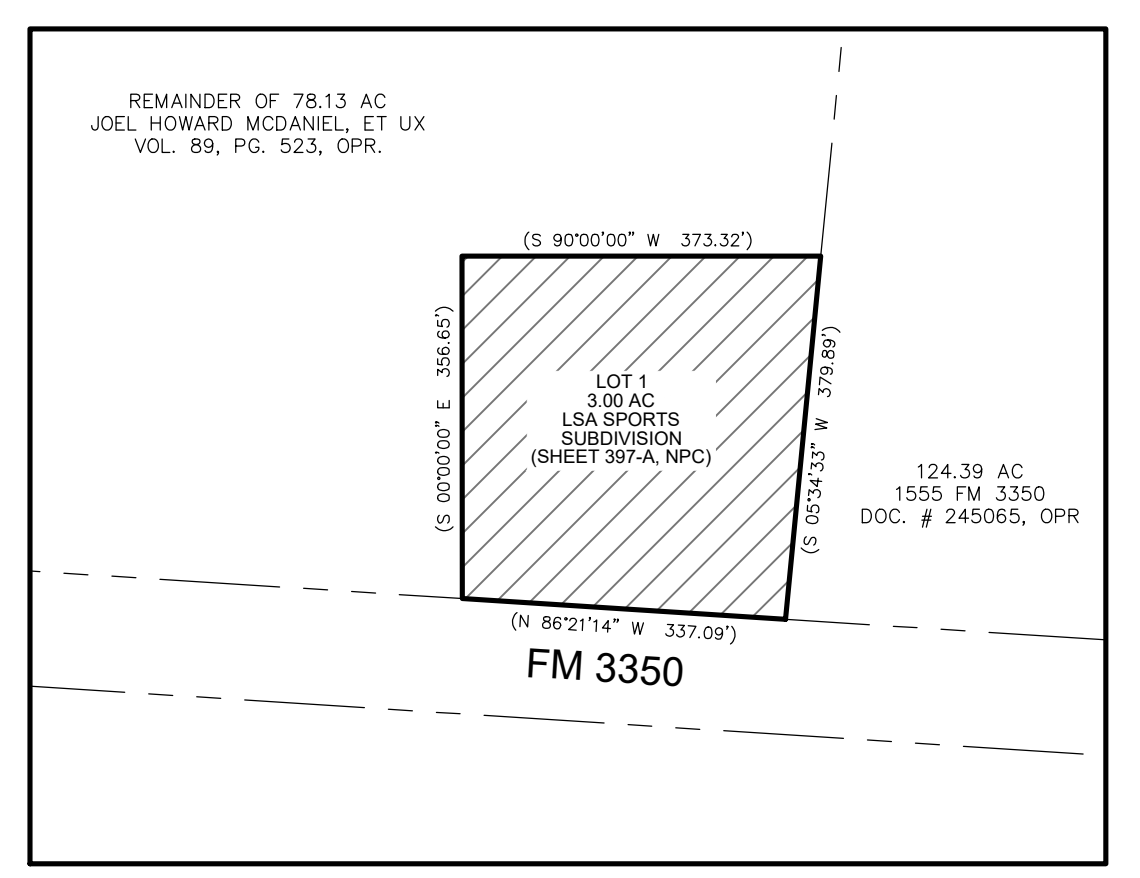 REMAINDER OF 78.13 AC
JOEL HOWARD MCDANIEL, ET UX
VOL. 89, PG. 523, OPR.
(S 90°00'00" W 373.32')
(S 00°00'00" E 356.65')
LOT 1
3.00 AC
LSA SPORTS
SUBDIVISION
(SHEET 397-A, NPC)
(S 05°34'33" W 379.89')
124.39 AC
1555 FM 3350
DOC. # 245065, OPR
(N 86°21'14" W 337.09')
FM 3350